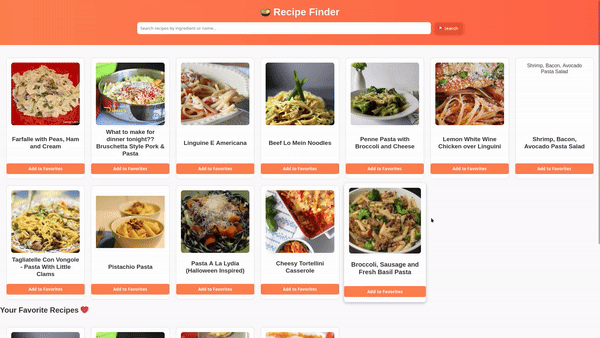 Recipe Finder
Search recipes by ingredient or name...
Search
Shrimp, Bacon, Avocado
Pasta Salad
Farfalle with Peas, Ham
and Cream
What to make for
dinner tonight??
Bruschetta Style Pork &
Pasta
Linguine E Americana
Beef Lo Mein Noodles
Penne Pasta with
Broccoli and Cheese
Lemon White Wine
Chicken over Linguini
Shrimp, Bacon,
Avocado Pasta Salad
Add to Favorites
Add to Favorites
Add to Favorites
Add to Favorites
Add to Favorites
Add to Favorites
Add to Favorites
Tagliatelle Con Vongole
- Pasta With Little
Clams
Pistachio Pasta
Pasta A La Lydia
(Halloween Inspired)
Cheesy Tortellini
Casserole
Broccoli, Sausage and
Fresh Basil Pasta
Add to Favorites
Add to Favorites
Add to Favorites
Add to Favorites
Add to Favorites
Your Favorite Recipes